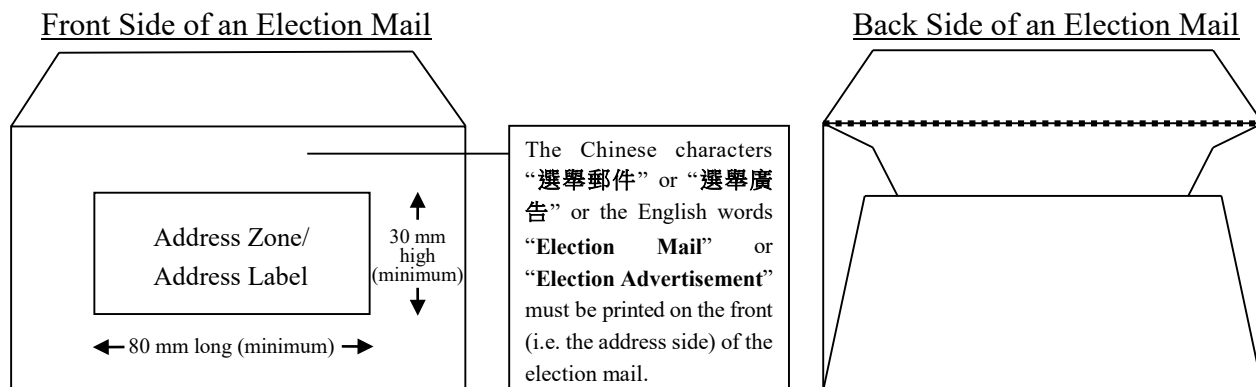 Front Side of an Election Mail
Back Side of an Election Mail
Address Zone/
Address Label
30 mm
high
(minimum)
80 mm long (minimum)
The Chinese characters
“選舉郵件” or “選舉廣
告” or the English words
“Election Mail” or
“Election Advertisement”
must be printed on the front
(i.e. the address side) of the
election mail.